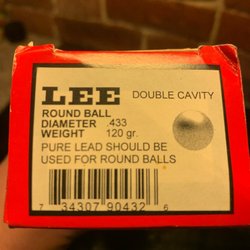 LEE DOUBLE CAVITY
ROUND BALL
DIAMETER .433
WEIGHT 120 gr.
PURE LEAD SHOULD BE
USED FOR ROUND BALLS
7 34307 90432 6